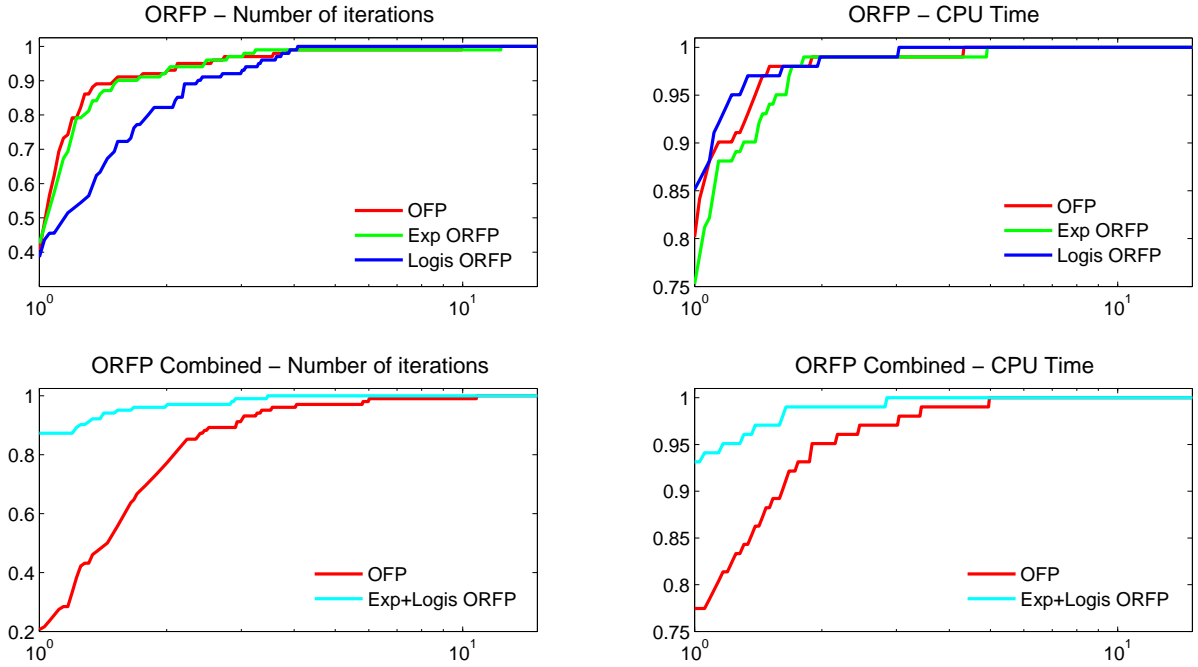 ORFP – Number of iterations
1
0.9
0.8
0.7
0.6
0.5
0.4
10^0
10^1
OFP
Exp ORFP
Logis ORFP
ORFP – CPU Time
1
0.95
0.9
0.85
0.8
0.75
10^0
10^1
OFP
Exp ORFP
Logis ORFP
ORFP Combined – Number of iterations
1
0.8
0.6
0.4
0.2
10^0
10^1
OFP
Exp+Logis ORFP
ORFP Combined – CPU Time
1
0.95
0.9
0.85
0.8
0.75
10^0
10^1
OFP
Exp+Logis ORFP